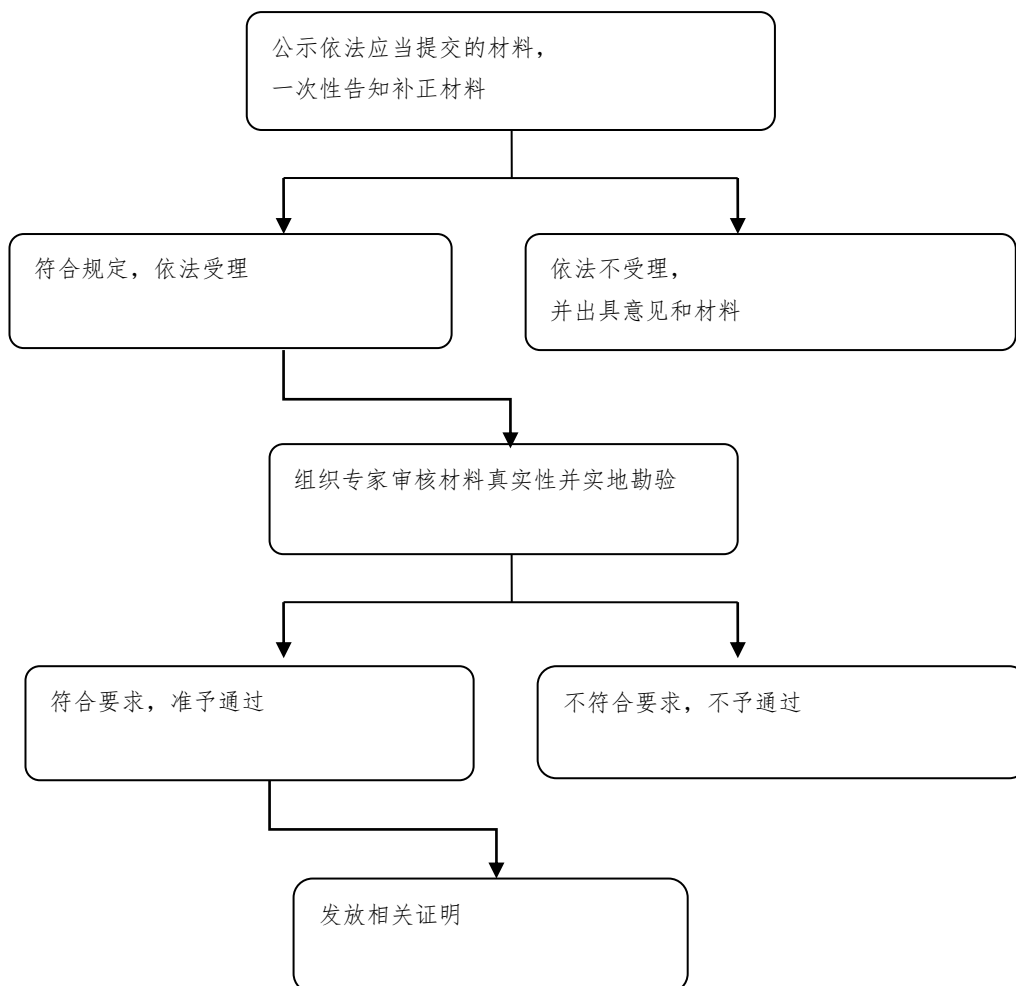 公示依法应当提交的材料，
一次性告知补正材料
符合规定，依法受理
依法不受理，
并出具意见和材料
组织专家审核材料真实性并实地勘验
符合要求，准予通过
不符合要求，不予通过
发放相关证明